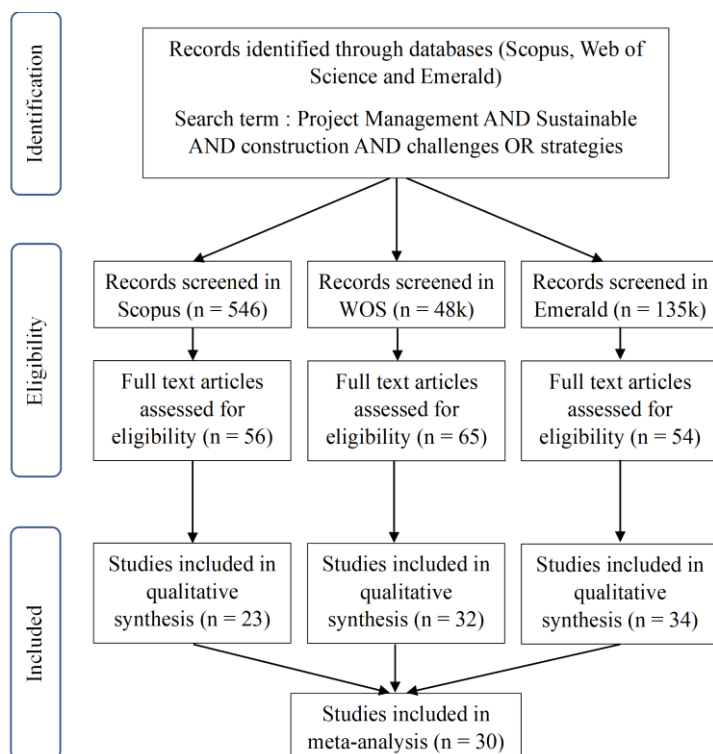 Identification
Records identified through databases (Scopus, Web of
Science and Emerald)
Search term : Project Management AND Sustainable
AND construction AND challenges OR strategies
Eligibility
Records screened in
Scopus (n = 546)
Records screened in
WOS (n = 48k)
Records screened in
Emerald (n = 135k)
Full text articles
assessed for
eligibility (n = 56)
Full text articles
assessed for
eligibility (n = 65)
Full text articles
assessed for
eligibility (n = 54)
Included
Studies included in
qualitative
synthesis (n = 23)
Studies included in
qualitative
synthesis (n = 32)
Studies included in
qualitative
synthesis (n = 34)
Studies included in
meta-analysis (n = 30)